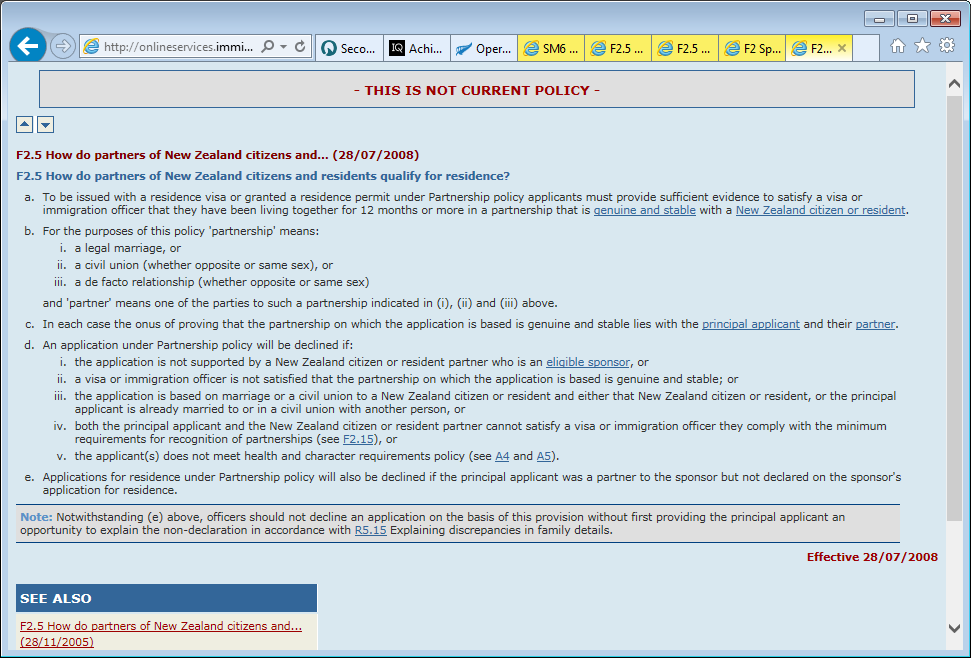 http://onlineservices.immi...
Seco...
IQ Achi...
Oper...
SM6 ...
F2.5 ...
F2.5 ...
F2 Sp...
F2...
- THIS IS NOT CURRENT POLICY -
F2.5 How do partners of New Zealand citizens and... (28/07/2008)
F2.5 How do partners of New Zealand citizens and residents qualify for residence?
a. To be issued with a residence visa or granted a residence permit under Partnership policy applicants must provide sufficient evidence to satisfy a visa or
immigration officer that they have been living together for 12 months or more in a partnership that is genuine and stable with a New Zealand citizen or resident.
b. For the purposes of this policy 'partnership' means:
i. a legal marriage, or
ii. a civil union (whether opposite or same sex), or
iii. a de facto relationship (whether opposite or same sex)
and 'partner' means one of the parties to such a partnership indicated in (i), (ii) and (iii) above.
c. In each case the onus of proving that the partnership on which the application is based is genuine and stable lies with the principal applicant and their partner.
d. An application under Partnership policy will be declined if:
i. the application is not supported by a New Zealand citizen or resident partner who is an eligible sponsor, or
ii. a visa or immigration officer is not satisfied that the partnership on which the application is based is genuine and stable; or
iii. the application is based on marriage or a civil union to a New Zealand citizen or resident and either that New Zealand citizen or resident, or the principal
applicant is already married to or in a civil union with another person, or
iv. both the principal applicant and the New Zealand citizen or resident partner cannot satisfy a visa or immigration officer they comply with the minimum
requirements for recognition of partnerships (see F2.15), or
v. the applicant(s) does not meet health and character requirements policy (see A4 and A5).
e. Applications for residence under Partnership policy will also be declined if the principal applicant was a partner to the sponsor but not declared on the sponsor's
application for residence.
Note: Notwithstanding (e) above, officers should not decline an application on the basis of this provision without first providing the principal applicant an
opportunity to explain the non-declaration in accordance with R5.15 Explaining discrepancies in family details.
Effective 28/07/2008
SEE ALSO
F2.5 How do partners of New Zealand citizens and...
(28/11/2005)